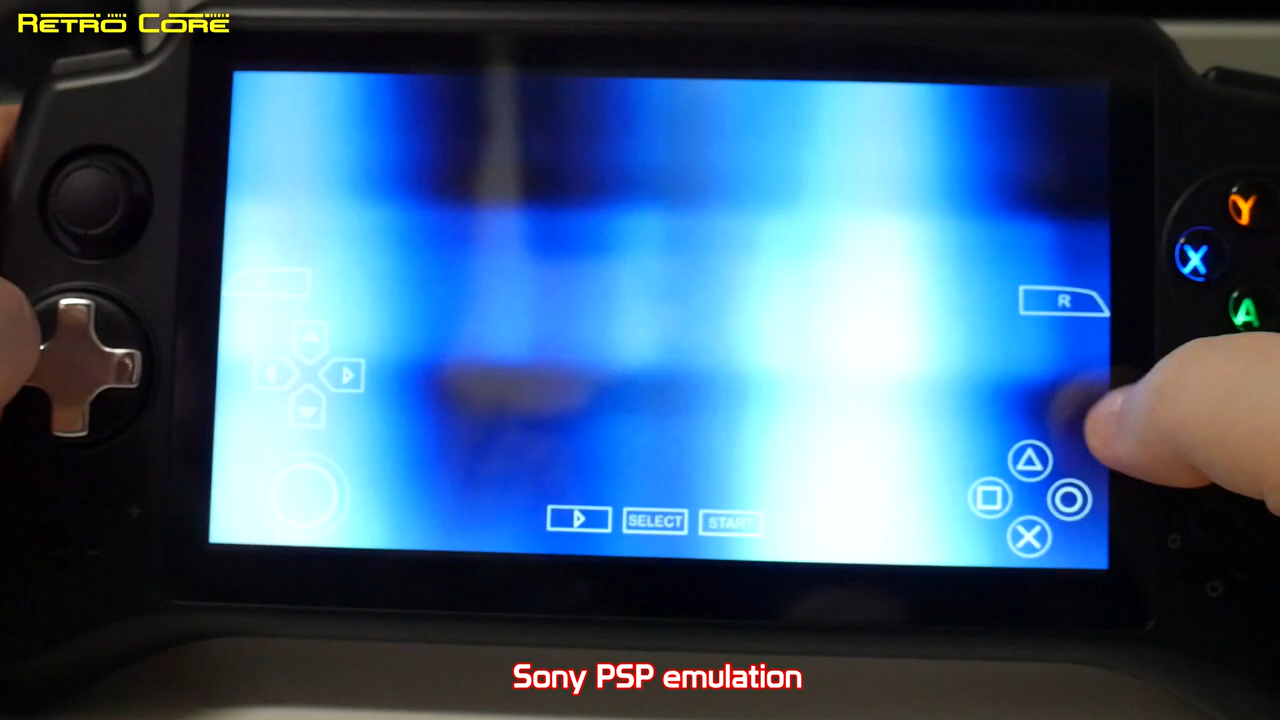 RETRO CORE
Y
X
A
R
SELECT
START
G
Sony PSP emulation